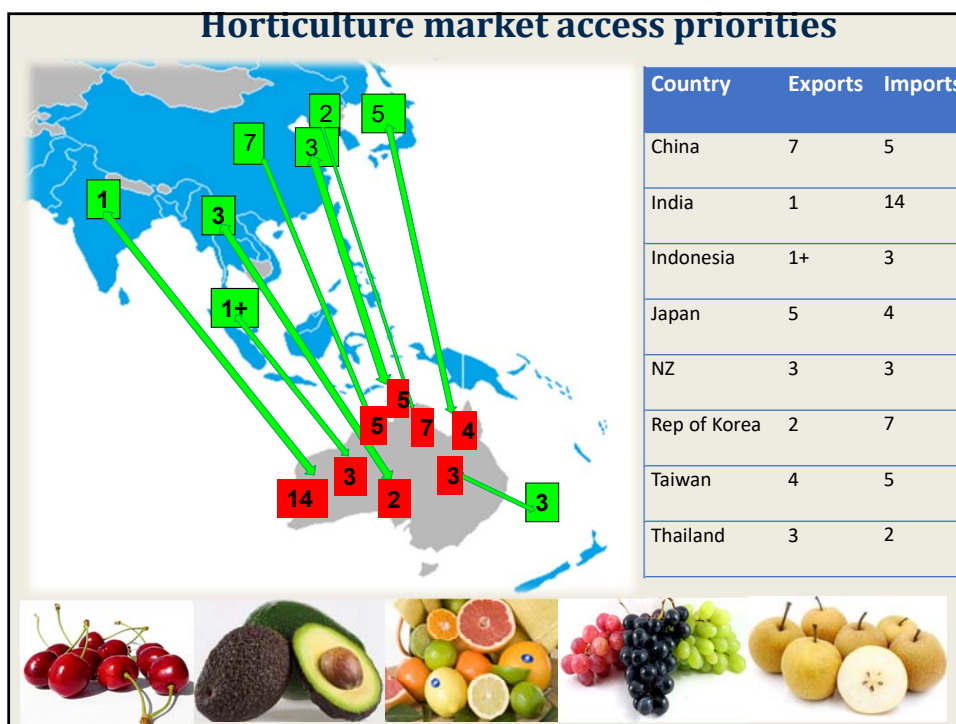 Horticulture market access priorities
2
5
7
3
1
3
1+
5
5
7
4
3
3
14
2
3
Country Exports Imports
China 7 5
India 1 14
Indonesia 1+ 3
Japan 5 4
NZ 3 3
Rep of Korea 2 7
Taiwan 4 5
Thailand 3 2